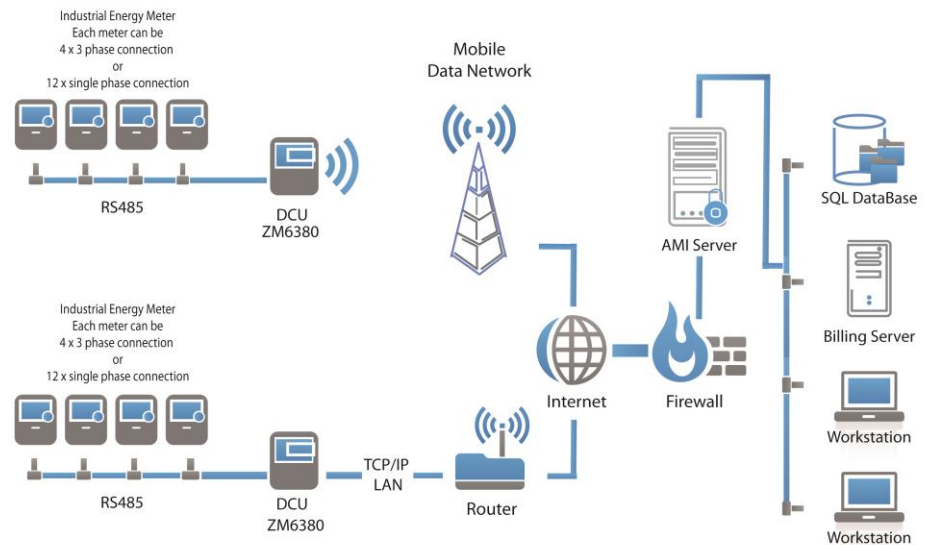 Industrial Energy Meter
Each meter can be
4 x 3 phase connection
or
12 x single phase connection
RS485
DCU
ZM6380
Mobile
Data Network
AMI Server
SQL DataBase
Billing Server
Industrial Energy Meter
Each meter can be
4 x 3 phase connection
or
12 x single phase connection
RS485
DCU
ZM6380
TCP/IP
LAN
Router
Internet
Firewall
Workstation
Workstation